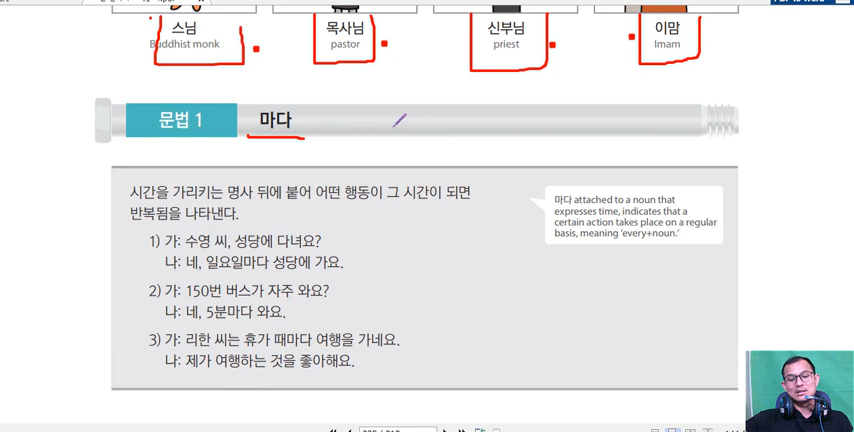 스님 목사님 신부님 이맘
Buddhist monk pastor priest Imam
문법 1 마다
시간을 가리키는 명사 뒤에 붙어 어떤 행동이 그 시간이 되면
반복됨을 나타낸다.
마다 attached to a noun that
expresses time, indicates that a
certain action takes place on a regular
basis, meaning ‘every+noun.’
1) 가: 수영 씨, 성당에 다녀요?
나: 네, 일요일마다 성당에 가요.
2) 가: 150번 버스가 자주 와요?
나: 네, 5분마다 와요.
3) 가: 리한 씨는 휴가 때마다 여행을 가네요.
나: 제가 여행하는 것을 좋아해요.